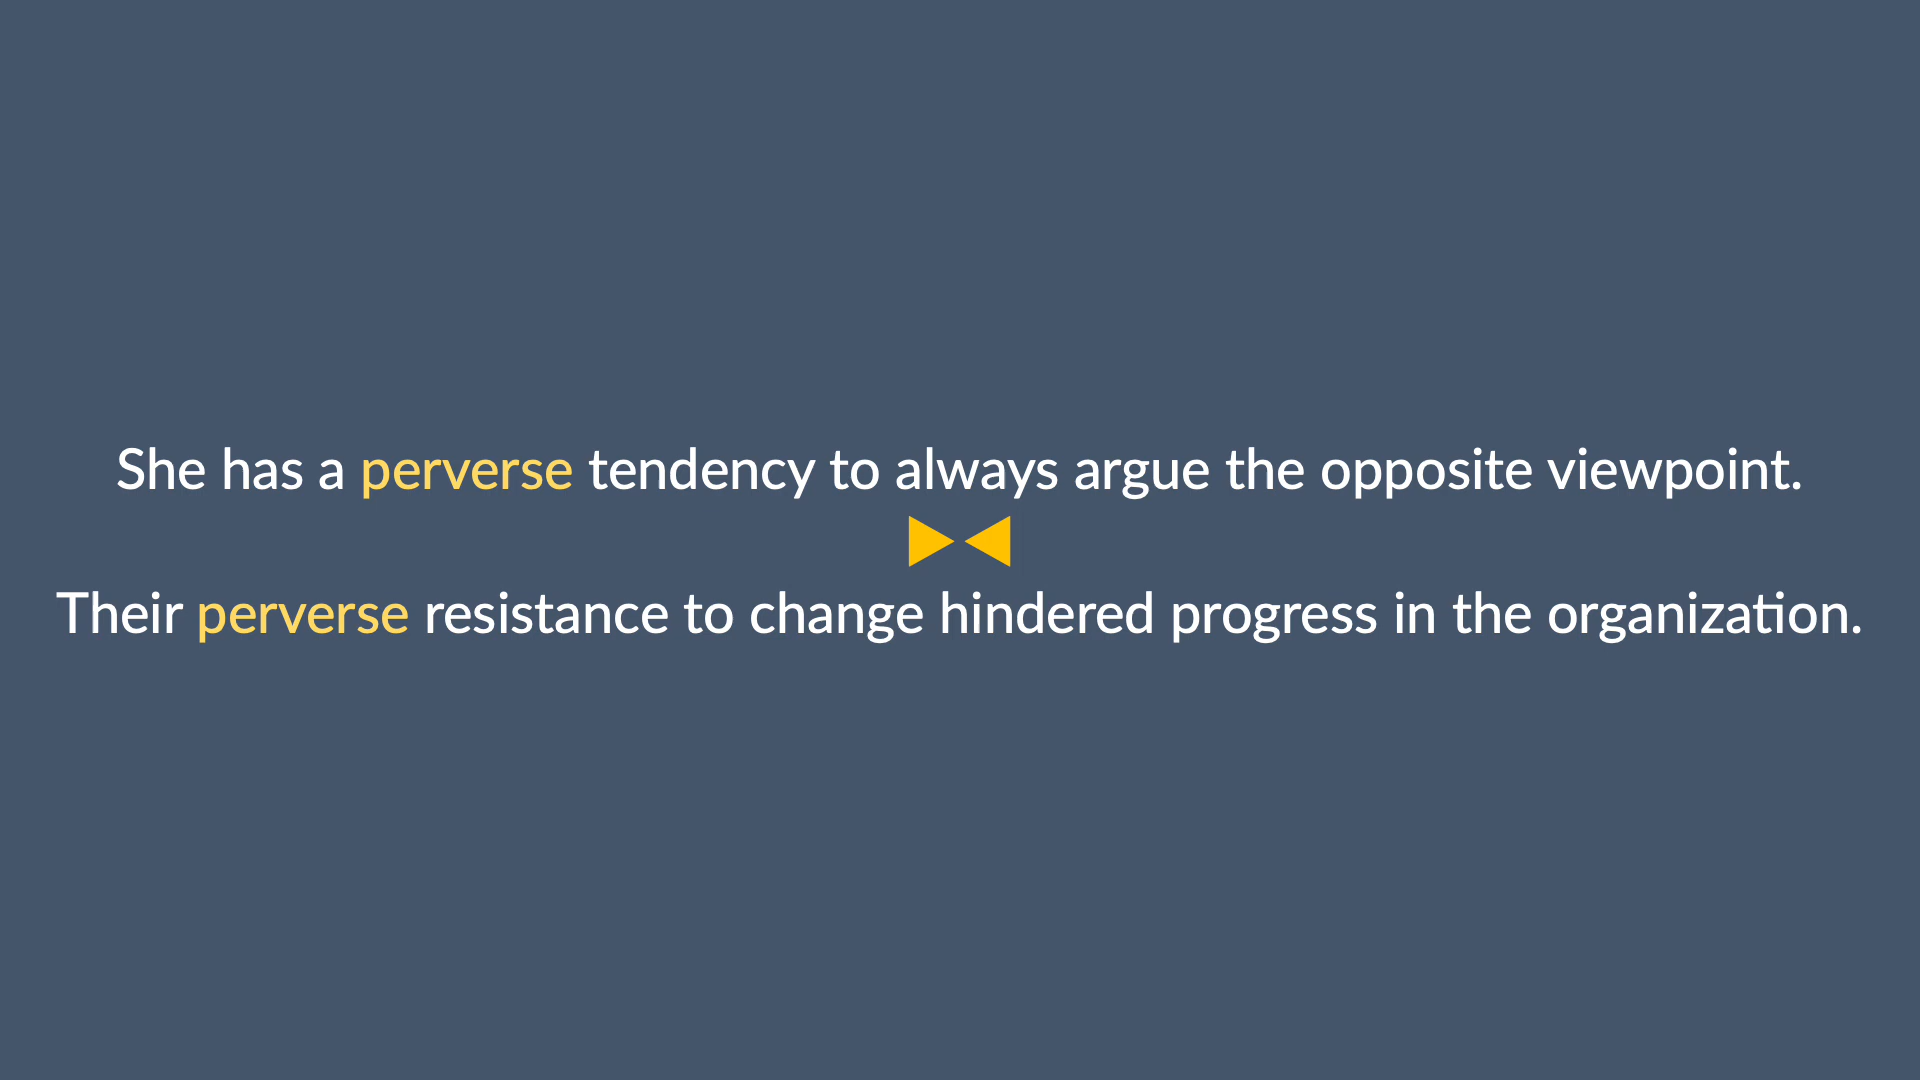 She has a perverse tendency to always argue the opposite viewpoint.
Their perverse resistance to change hindered progress in the organization.